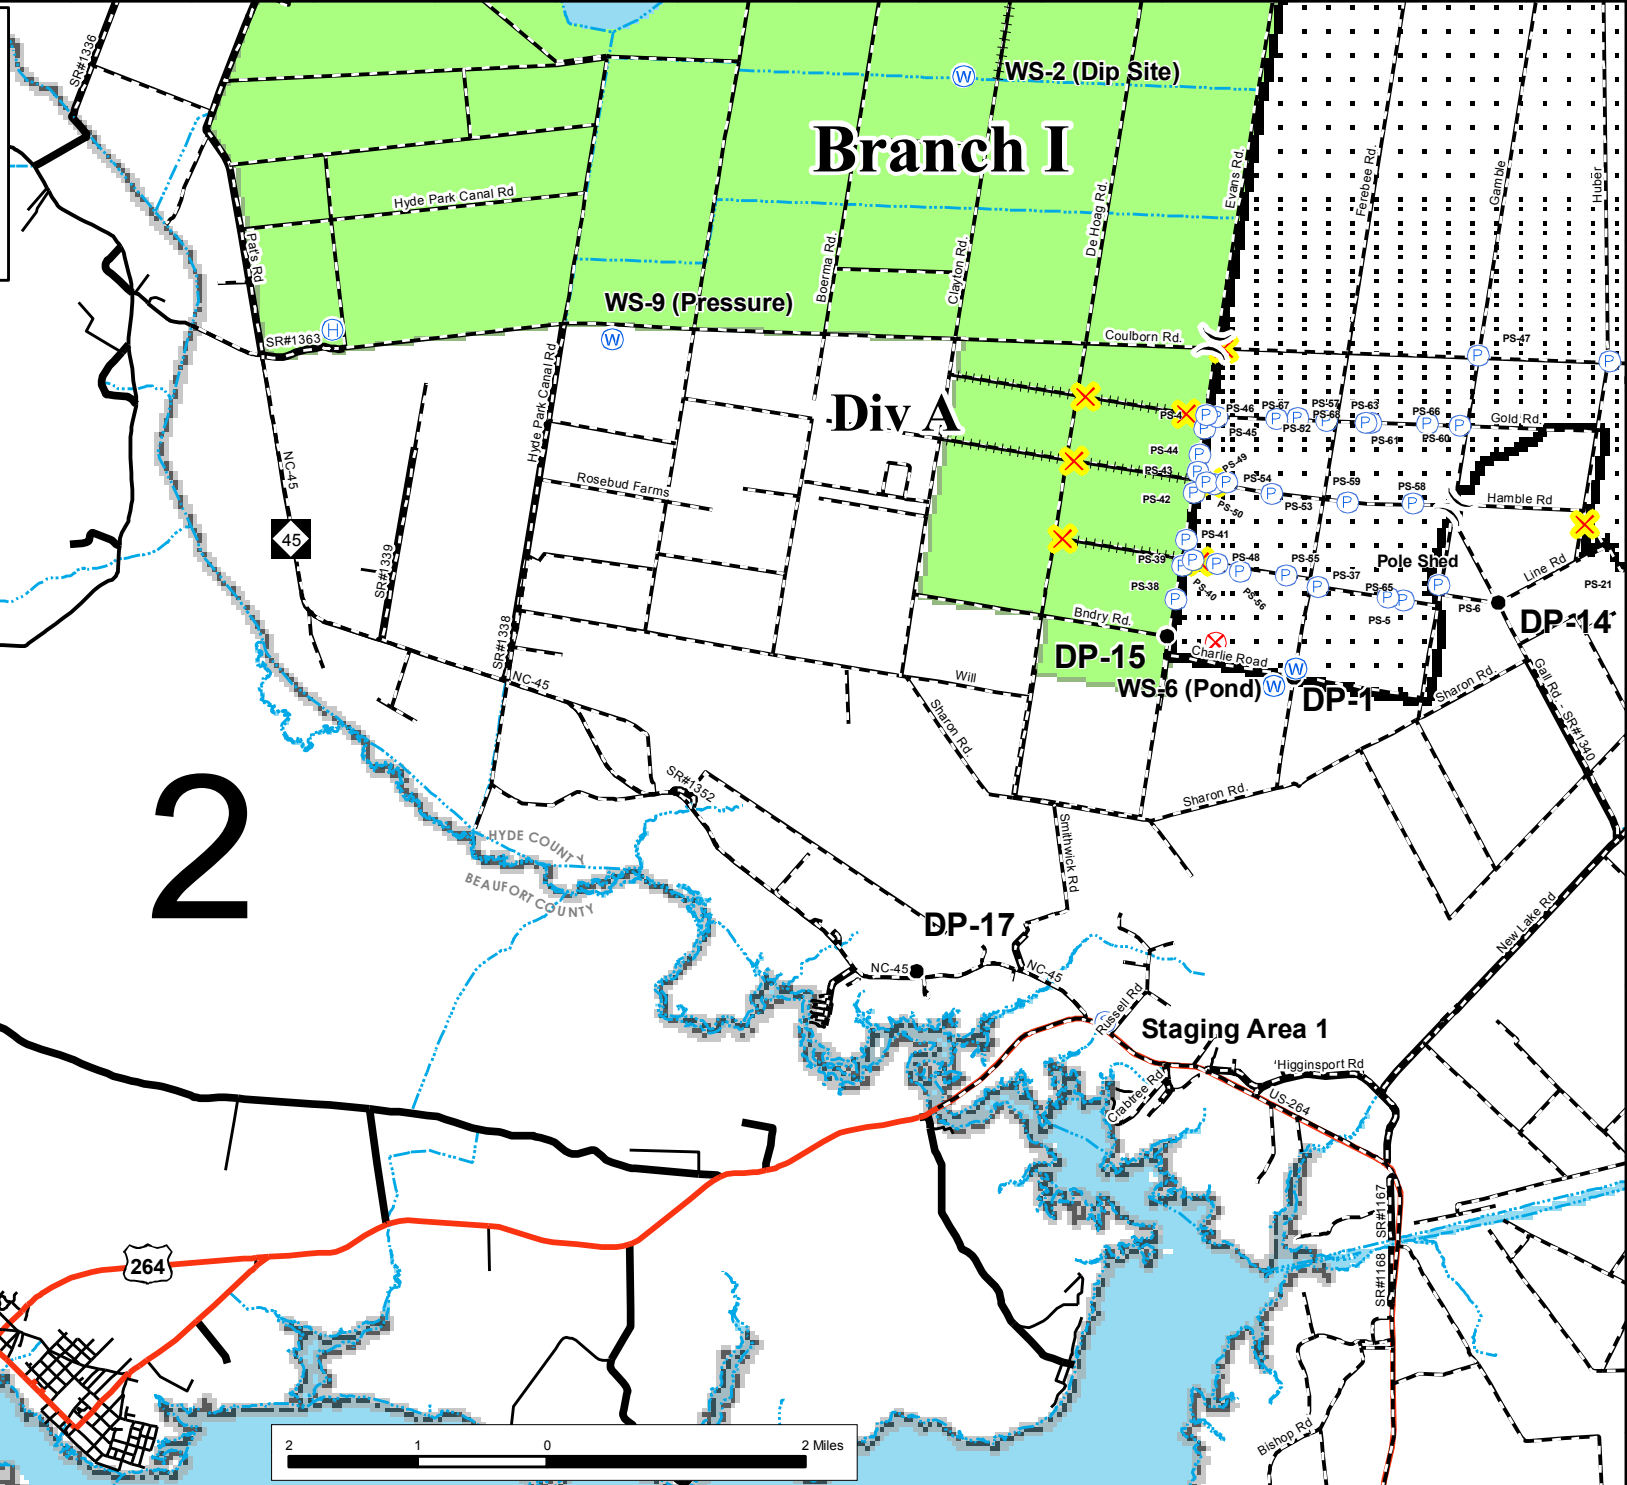 SR#1336
WS-2 (Dip Site)
Branch I
Evans Rd.
Ferebee Rd.
Gamble
Huber
Hyde Park Canal Rd
De Hoag Rd.
Pat's Rd
Boerma Rd.
Clayton Rd.
WS-9 (Pressure)
W
H
SR#1363
W
Coulborn Rd.
PS-47
P
P
Hyde Park Canal Rd
Div A
PS-4
PS-46
PS-67
PS-57
PS-63
PS-66
PS-68
PS-62
PS-45
PS-61
PS-60
Gold Rd.
PS-44
PS-43
PS-49
PS-54
PS-59
PS-58
NC-45
Rosebud Farms
PS-42
PS-50
PS-53
Hamble Rd
45
SR#1339
PS-41
PS-39
PS-48
PS-55
PS-37
Pole Shed
Line Rd
PS-38
PS-40
PS-56
PS-65
PS-5
PS-6
PS-21
Bndry Rd.
DP-14
SR#1338
DP-15
Charlie Road
W
WS-6 (Pond)
W
DP-1
NC-45
Will
Sharon Rd.
Sharon Rd.
Gall Rd. - SR#1340
SR#1352
Sharon Rd.
2
HYDE COUNTY
BEAUFORT COUNTY
Smithwick Rd
New Lake Rd
DP-17
NC-45
NC-45
Russell Rd
Staging Area 1
Higginsport Rd
Crabtree Rd
US-264
SR#1167
SR#1168
264
Bishop Rd
2 1 0 2 Miles